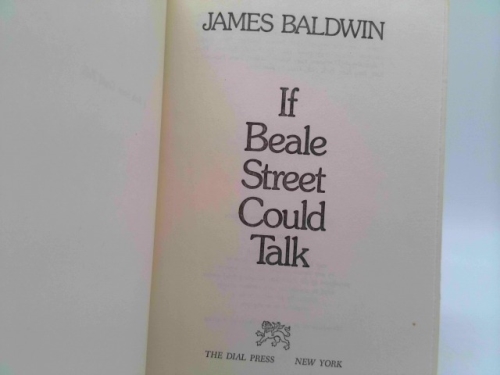 JAMES BALDWIN
If
Beale
Street
Could
Talk
THE DIAL PRESS NEW YORK